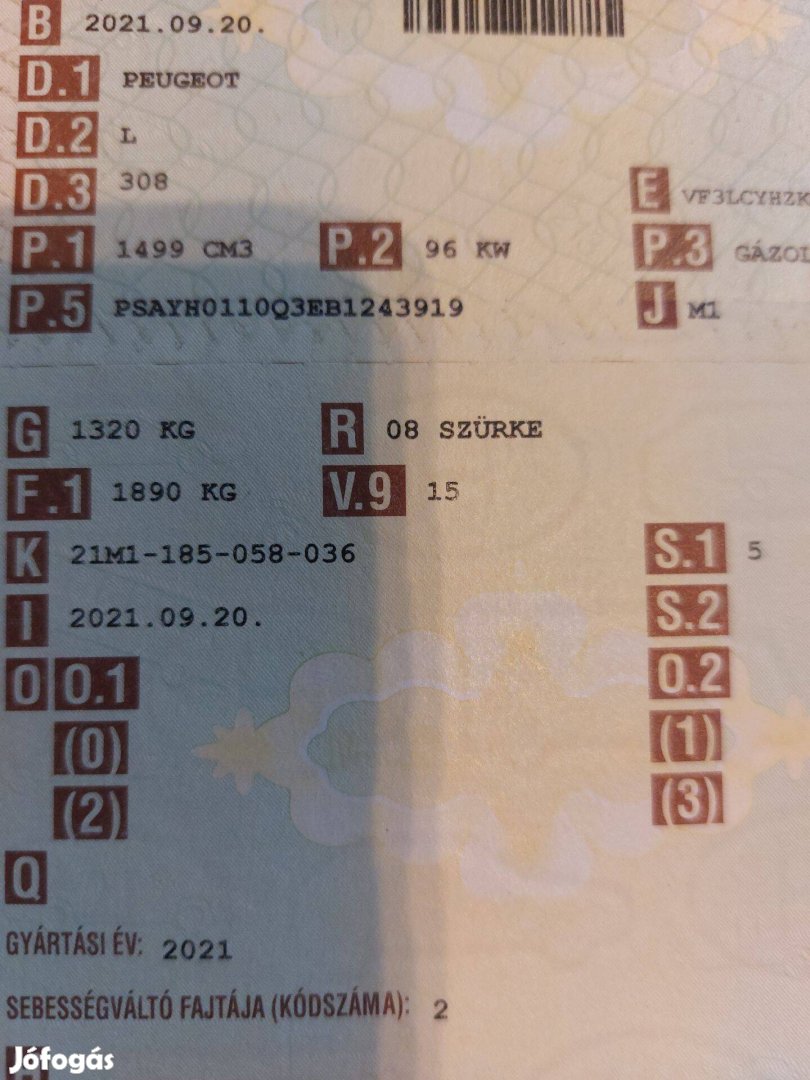 B 2021.09.20.
D.1 PEUGEOT
D.2 L
D.3 308
E VF3LCYHZK
P.1 1499 CM3 P.2 96 KW P.3 GÁZOL
P.5 PSAYH0110Q3EB1243919 J M1
G 1320 KG R 08 SZÜRKE
F.1 1890 KG V.9 15
K 21M1-185-058-036 S.1 5
I 2021.09.20. S.2
O O.1 O.2
(0) (1)
(2) (3)
Q
GYÁRTÁSI ÉV: 2021
SEBESSÉGVÁLTÓ FAJTÁJA (KÓDSZÁMA): 2
Jófogás